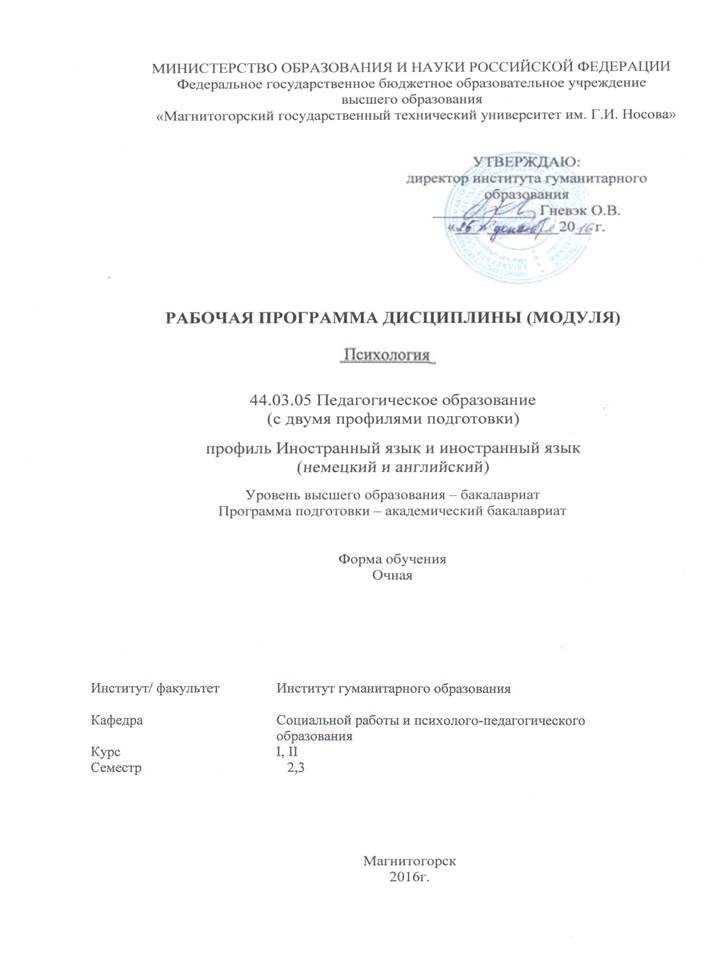 МИНИСТЕРСТВО ОБРАЗОВАНИЯ И НАУКИ РОССИЙСКОЙ ФЕДЕРАЦИИ
Федеральное государственное бюджетное образовательное учреждение
высшего образования
«Магнитогорский государственный технический университет им. Г.И. Носова»
УТВЕРЖДАЮ:
директор института гуманитарного
образования
Гневэк О.В.
«26» 2016 г.
РАБОЧАЯ ПРОГРАММА ДИСЦИПЛИНЫ (МОДУЛЯ)
Психология
44.03.05 Педагогическое образование
(с двумя профилями подготовки)
профиль Иностранный язык и иностранный язык
(немецкий и английский)
Уровень высшего образования – бакалавриат
Программа подготовки – академический бакалавриат
Форма обучения
Очная
Институт/ факультет Институт гуманитарного образования
Кафедра Социальной работы и психолого-педагогического
образования
Курс I, II
Семестр 2,3
Магнитогорск
2016г.